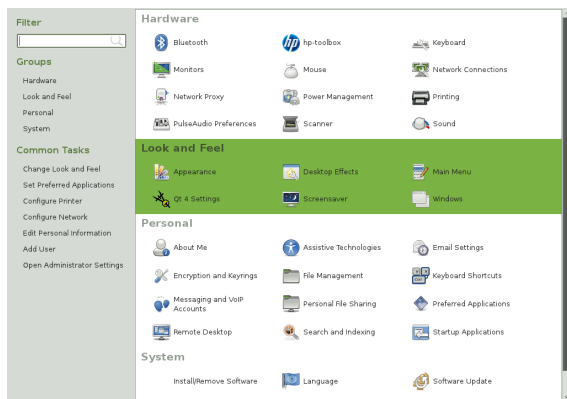 Filter
Groups
Hardware
Look and Feel
Personal
System
Common Tasks
Change Look and Feel
Set Preferred Applications
Configure Printer
Configure Network
Edit Personal Information
Add User
Open Administrator Settings
Hardware
Bluetooth
hp
hp-toolbox
Keyboard
Monitors
Mouse
Network Connections
Network Proxy
Power Management
Printing
PulseAudio Preferences
Scanner
Sound
Look and Feel
Appearance
Desktop Effects
Main Menu
Qt 4 Settings
Screensaver
Windows
Personal
About Me
Assistive Technologies
Email Settings
Encryption and Keyrings
File Management
Keyboard Shortcuts
Messaging and VoIP
Accounts
Personal File Sharing
Preferred Applications
Remote Desktop
Search and Indexing
Startup Applications
System
Install/Remove Software
Language
Software Update